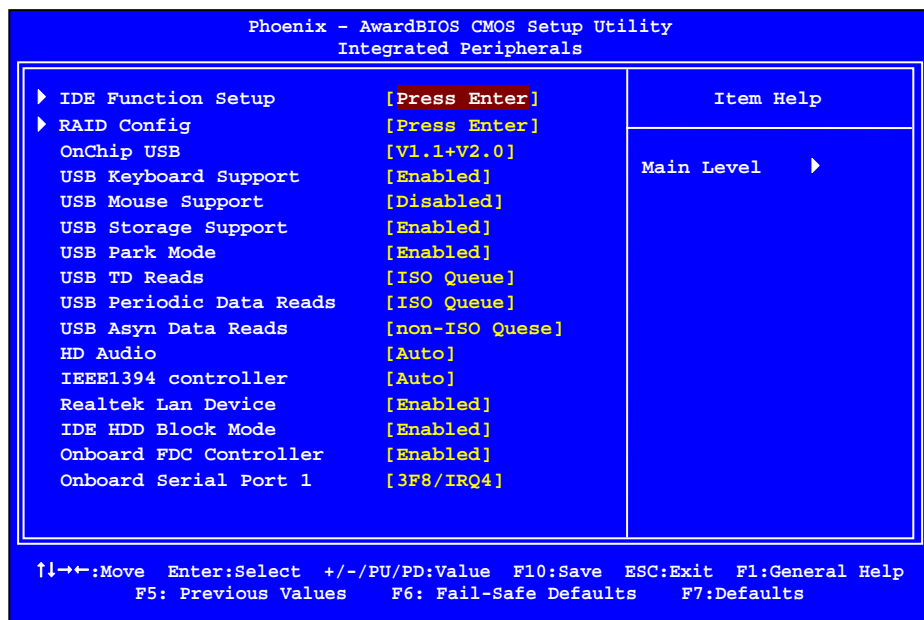 Phoenix – AwardBIOS CMOS Setup Utility
Integrated Peripherals
IDE Function Setup [Press Enter]
RAID Config [Press Enter]
OnChip USB [V1.1+V2.0]
USB Keyboard Support [Enabled]
USB Mouse Support [Disabled]
USB Storage Support [Enabled]
USB Park Mode [Enabled]
USB TD Reads [ISO Queue]
USB Periodic Data Reads [ISO Queue]
USB Asyn Data Reads [non-ISO Quese]
HD Audio [Auto]
IEEE1394 controller [Auto]
Realtek Lan Device [Enabled]
IDE HDD Block Mode [Enabled]
Onboard FDC Controller [Enabled]
Onboard Serial Port 1 [3F8/IRQ4]
Item Help
Main Level
↑↓→←:Move Enter:Select +/-/PU/PD:Value F10:Save ESC:Exit F1:General Help
F5: Previous Values F6: Fail-Safe Defaults F7:Defaults